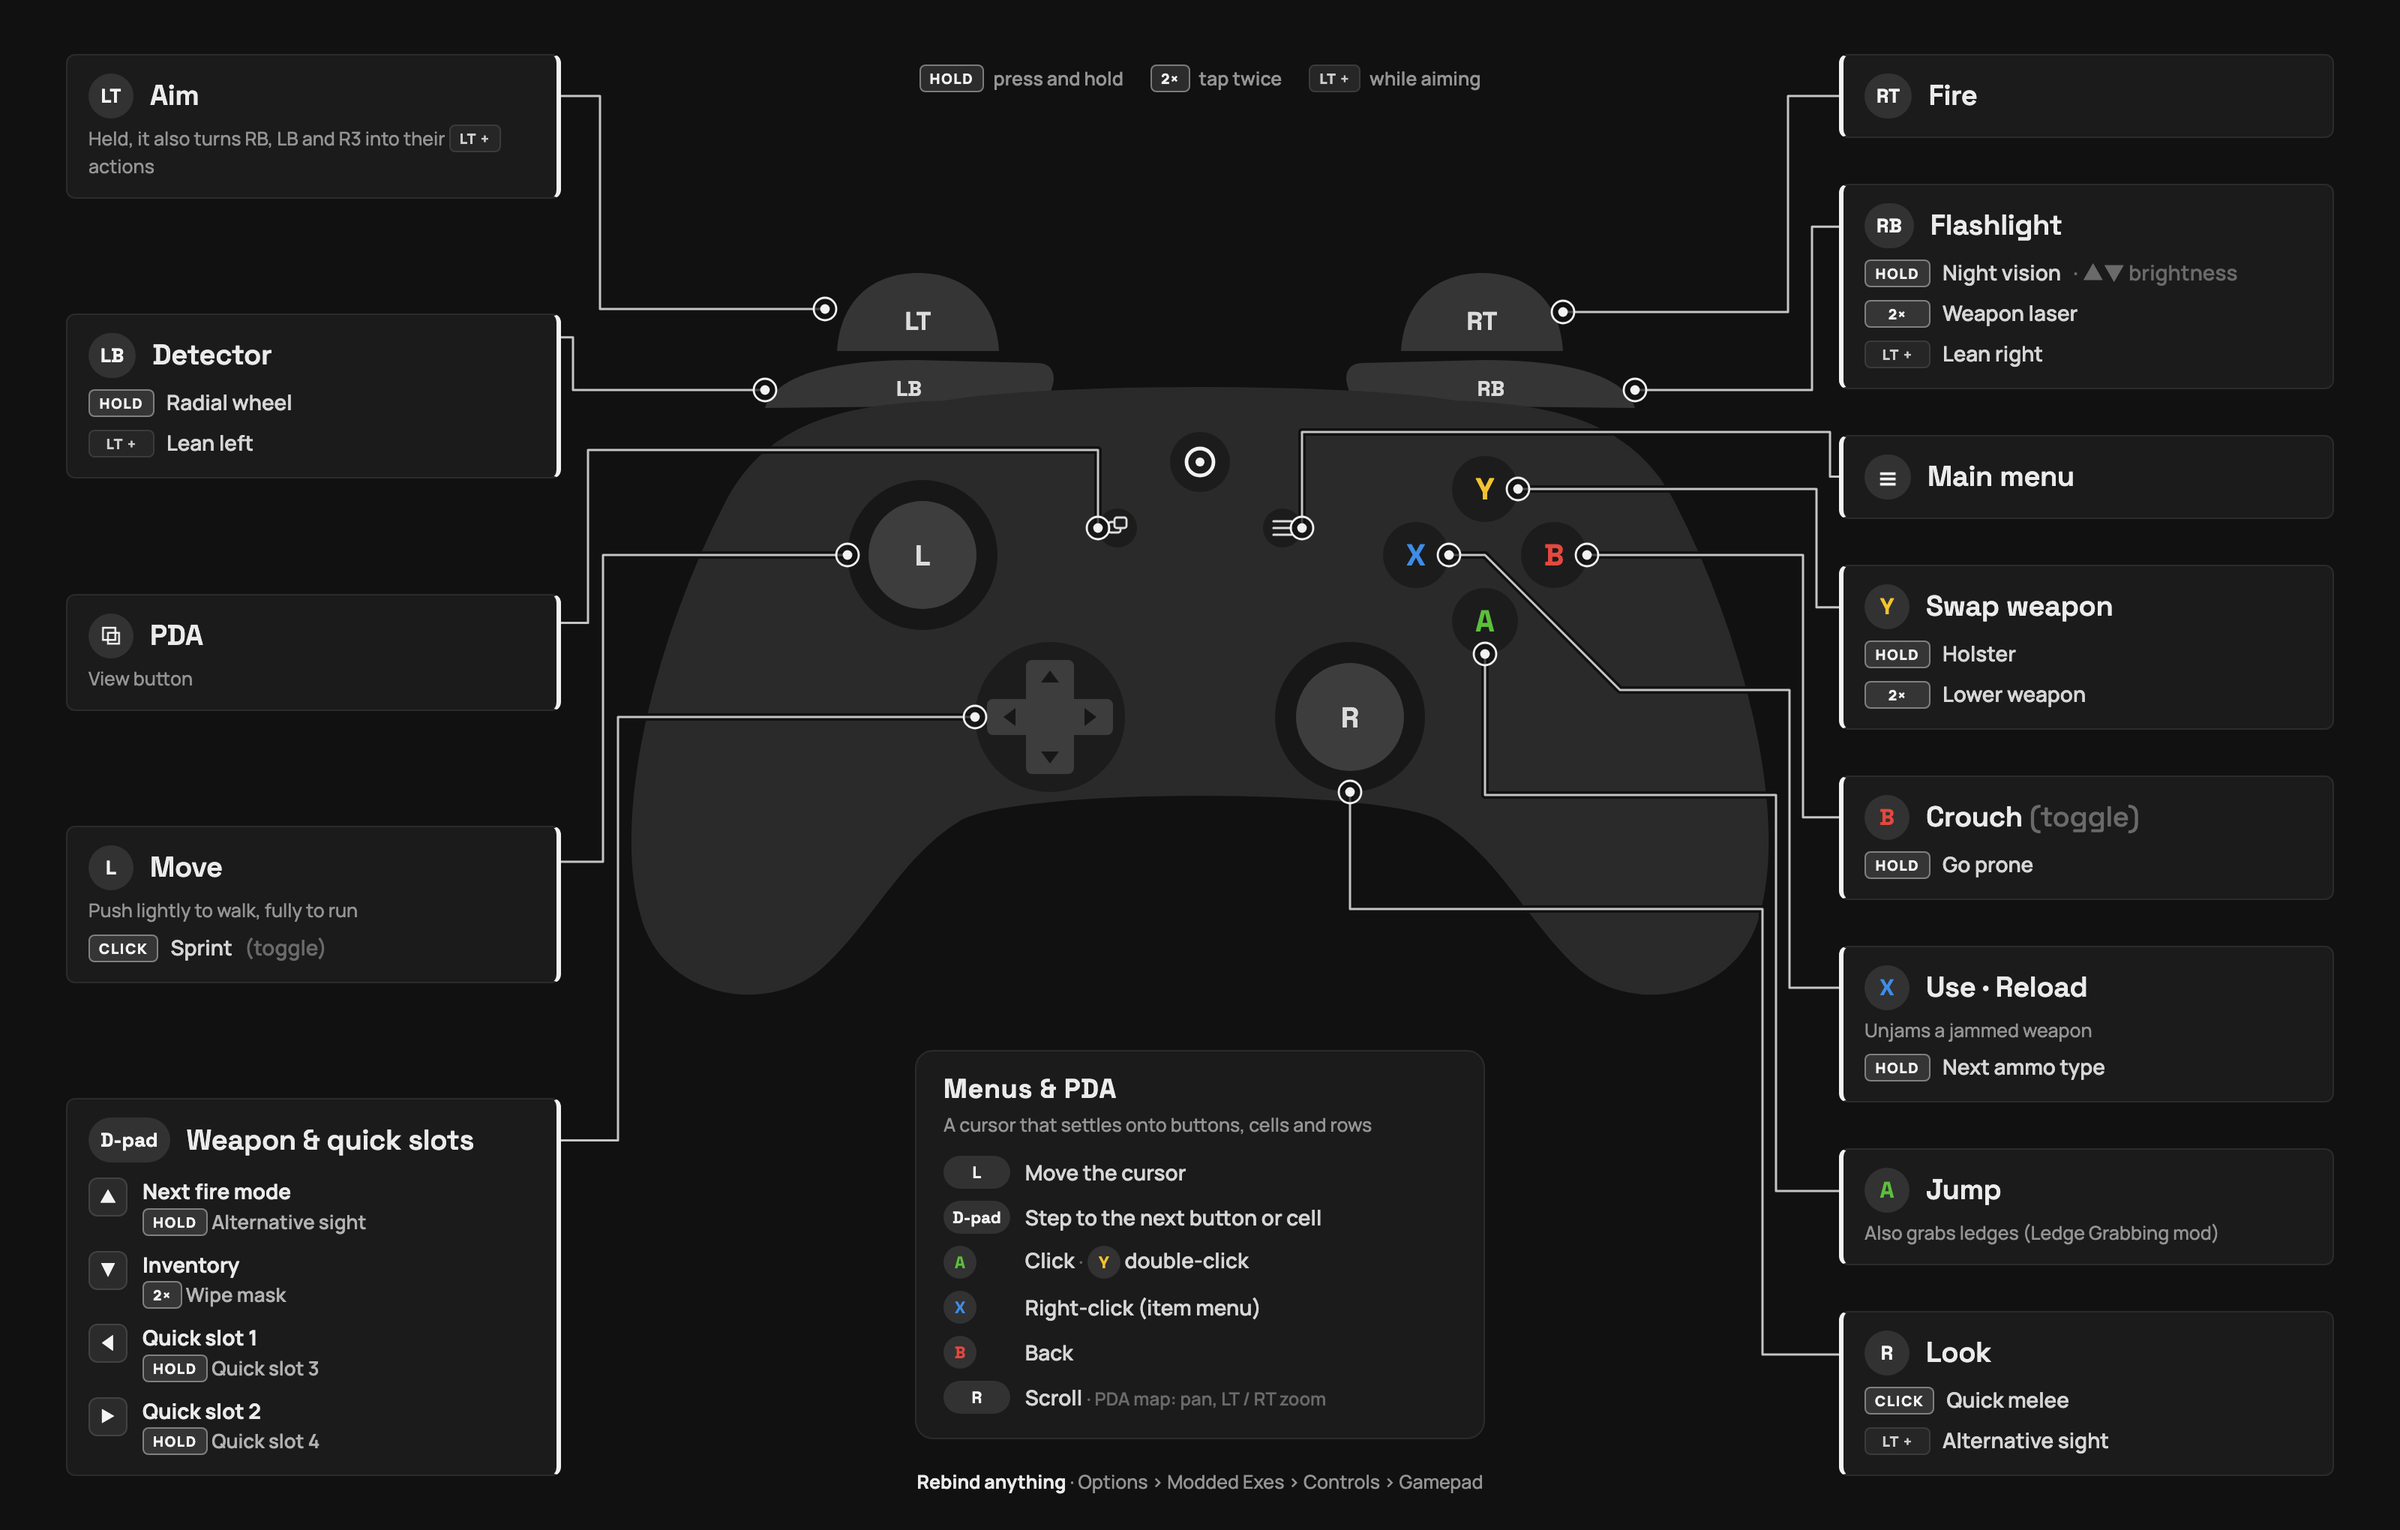 HOLD press and hold 2× tap twice LT + while aiming
LT Aim
Held, it also turns RB, LB and R3 into their LT +
actions
LB Detector
HOLD Radial wheel
LT + Lean left
PDA
View button
L Move
Push lightly to walk, fully to run
CLICK Sprint (toggle)
D-pad Weapon & quick slots
▲ Next fire mode
HOLD Alternative sight
▼ Inventory
2× Wipe mask
◀ Quick slot 1
HOLD Quick slot 3
▶ Quick slot 2
HOLD Quick slot 4
LT
RT
LB
RB
L
Y
X
B
A
R
Menus & PDA
A cursor that settles onto buttons, cells and rows
L Move the cursor
D-pad Step to the next button or cell
A Click · Y double-click
X Right-click (item menu)
B Back
R Scroll · PDA map: pan, LT / RT zoom
Rebind anything · Options > Modded Exes > Controls > Gamepad
RT Fire
RB Flashlight
HOLD Night vision · ▲▼ brightness
2× Weapon laser
LT + Lean right
≡ Main menu
Y Swap weapon
HOLD Holster
2× Lower weapon
B Crouch (toggle)
HOLD Go prone
X Use · Reload
Unjams a jammed weapon
HOLD Next ammo type
A Jump
Also grabs ledges (Ledge Grabbing mod)
R Look
CLICK Quick melee
LT + Alternative sight